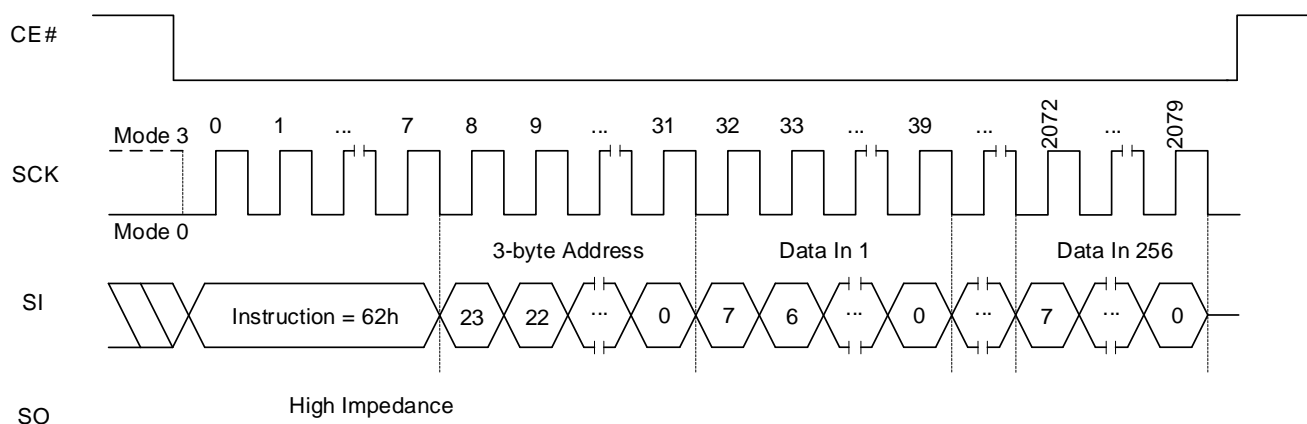 CE#
Mode 3
0 1 ... 7 8 9 ... 31 32 33 ... 39 ... 2072 ... 2079
SCK
Mode 0
3-byte Address Data In 1 Data In 256
SI
Instruction = 62h 23 22 ... 0 7 6 ... 0 ... 7 ... 0
High Impedance
SO